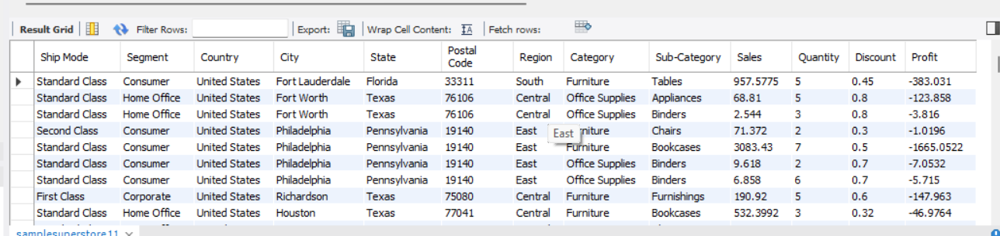 Result Grid Filter Rows: Export: Wrap Cell Content: Fetch rows:
Ship Mode Segment Country City State Postal Code Region Category Sub-Category Sales Quantity Discount Profit
Standard Class Consumer United States Fort Lauderdale Florida 33311 South Furniture Tables 957.5775 5 0.45 -383.031
Standard Class Home Office United States Fort Worth Texas 76106 Central Office Supplies Appliances 68.81 5 0.8 -123.858
Standard Class Home Office United States Fort Worth Texas 76106 Central Office Supplies Binders 2.544 3 0.8 -3.816
Second Class Consumer United States Philadelphia Pennsylvania 19140 East East Chairs 71.372 2 0.3 -1.0196
Standard Class Consumer United States Philadelphia Pennsylvania 19140 East Furniture Bookcases 3083.43 7 0.5 -1665.0522
Standard Class Consumer United States Philadelphia Pennsylvania 19140 East Office Supplies Binders 9.618 2 0.7 -7.0532
Standard Class Consumer United States Philadelphia Pennsylvania 19140 East Office Supplies Binders 6.858 6 0.7 -5.715
First Class Corporate United States Richardson Texas 75080 Central Furniture Furnishings 190.92 5 0.6 -147.963
Standard Class Home Office United States Houston Texas 77041 Central Furniture Bookcases 532.3992 3 0.32 -46.9764
samplesuperstore11